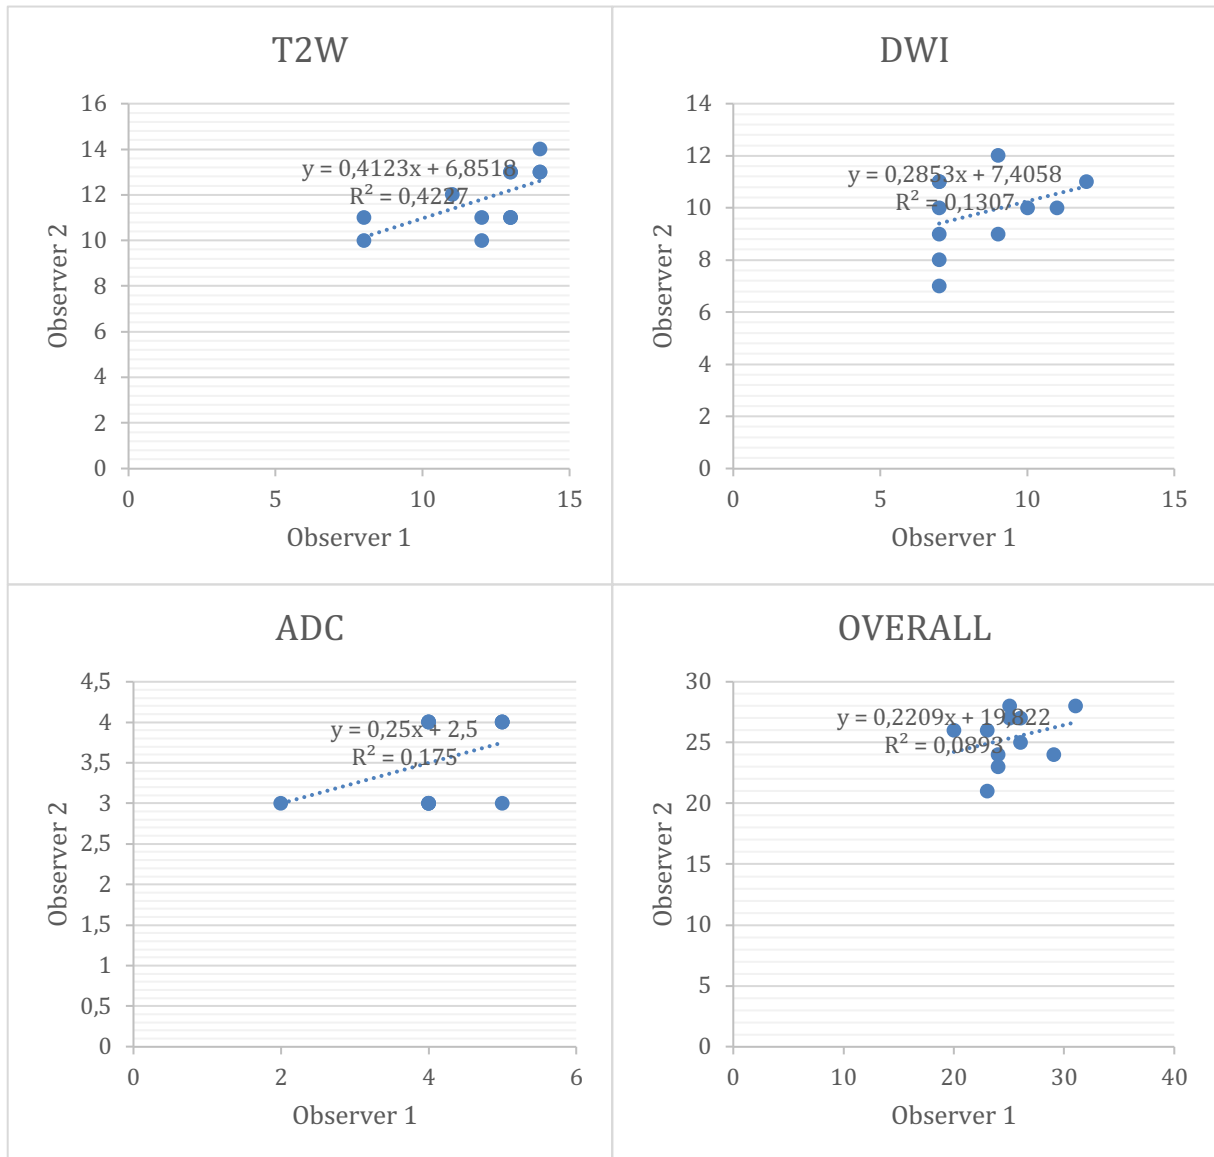 T2W
16
14
12
10
8
6
4
2
0
0 5 10 15
Observer 2
Observer 1
y = 0,4123x + 6,8518
R² = 0,4227
DWI
14
12
10
8
6
4
2
0
0 5 10 15
Observer 2
Observer 1
y = 0,2853x + 7,4058
R² = 0,1307
ADC
4,5
4
3,5
3
2,5
2
1,5
1
0,5
0
0 2 4 6
Observer 2
Observer 1
y = 0,25x + 2,5
R² = 0,175
OVERALL
30
25
20
15
10
5
0
0 10 20 30 40
Observer 2
Observer 1
y = 0,2209x + 19,822
R² = 0,0893